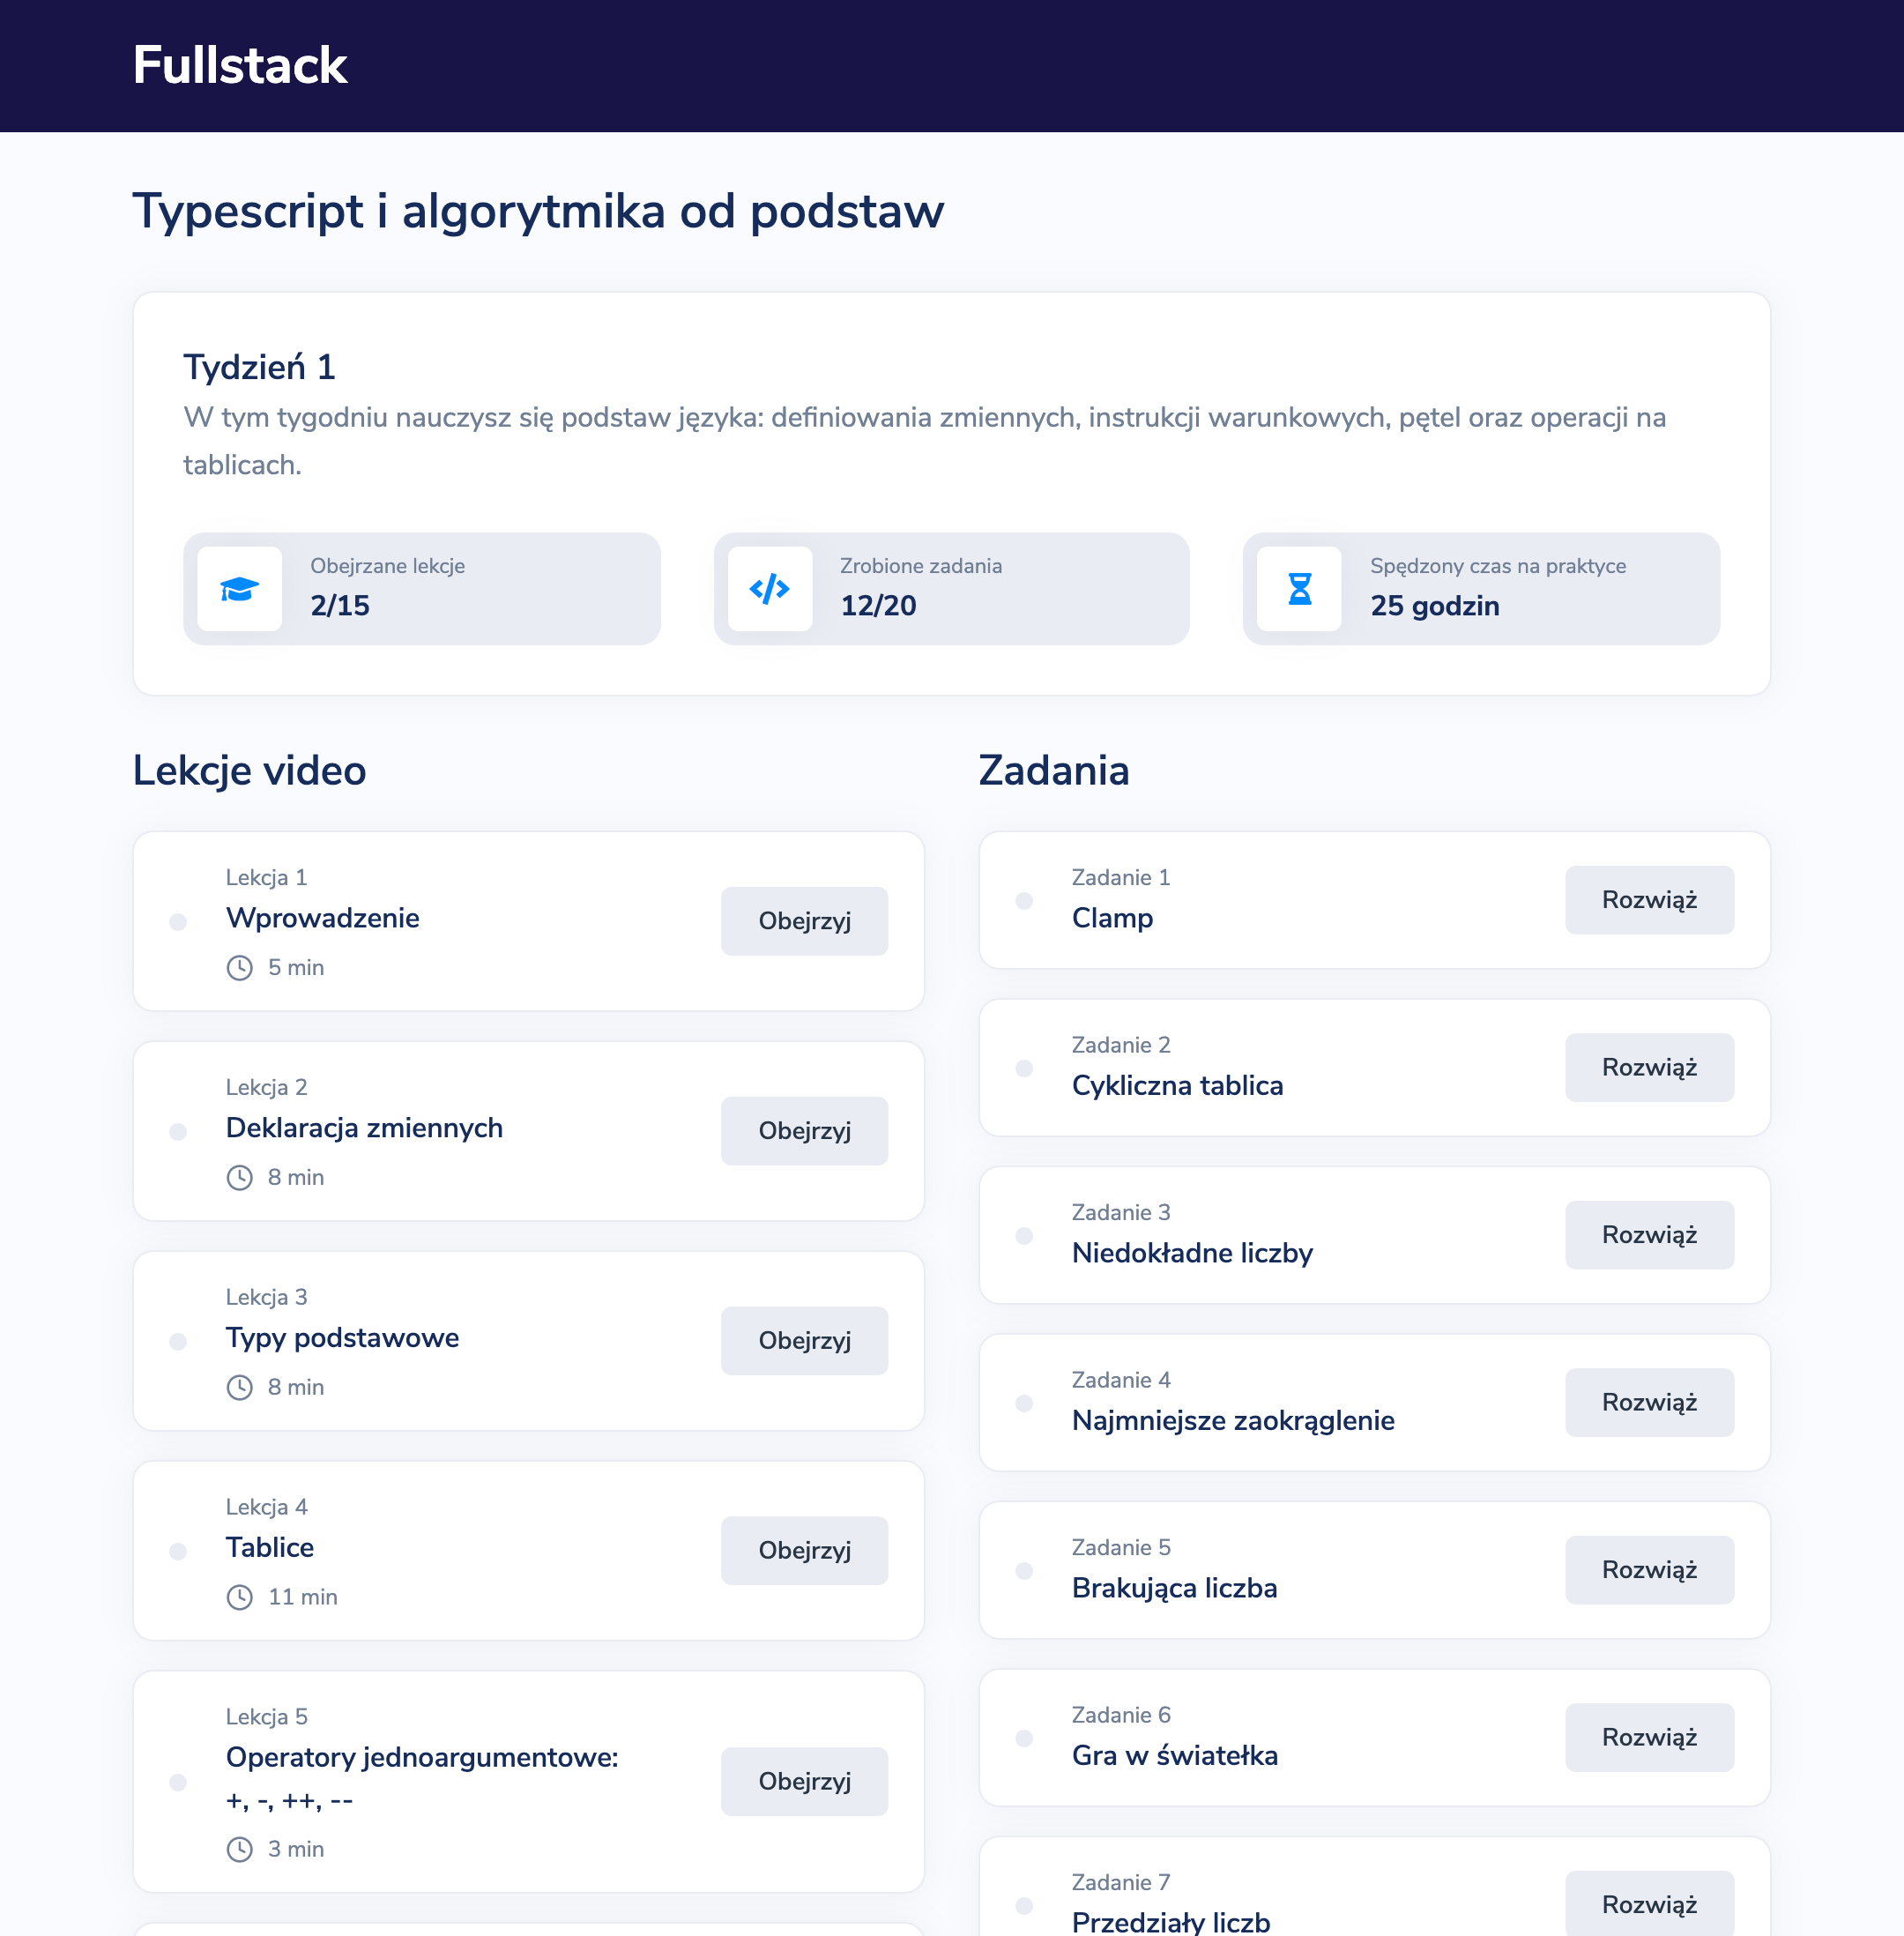 Fullstack
Typescript i algorytmika od podstaw
Tydzień 1
W tym tygodniu nauczysz się podstaw języka: definiowania zmiennych, instrukcji warunkowych, pętel oraz operacji na
tablicach.
Obejrzane lekcje
2/15
Zrobione zadania
12/20
Spędzony czas na praktyce
25 godzin
Lekcje video
Lekcja 1
Wprowadzenie
5 min
Obejrzyj
Lekcja 2
Deklaracja zmiennych
8 min
Obejrzyj
Lekcja 3
Typy podstawowe
8 min
Obejrzyj
Lekcja 4
Tablice
11 min
Obejrzyj
Lekcja 5
Operatory jednoargumentowe:
+, -, ++, --
3 min
Obejrzyj
Zadania
Zadanie 1
Clamp
Rozwiąż
Zadanie 2
Cykliczna tablica
Rozwiąż
Zadanie 3
Niedokładne liczby
Rozwiąż
Zadanie 4
Najmniejsze zaokrąglenie
Rozwiąż
Zadanie 5
Brakująca liczba
Rozwiąż
Zadanie 6
Gra w światełka
Rozwiąż
Zadanie 7
Przedziały liczb
Rozwiąż